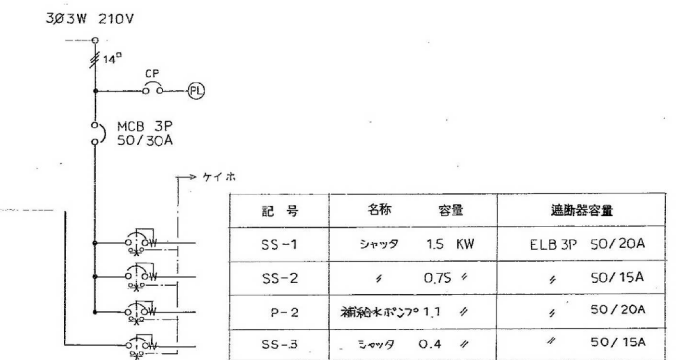 3Ø3W 210V
14□
CP
PL
MCB 3P
50/30A
ケイホ
記号 名称 容量 遮断器容量
SS-1 シャッタ 1.5 KW ELB 3P 50/20A
SS-2 〃 0.75 〃 〃 50/15A
P-2 補給水ポンプ 1.1 〃 〃 50/20A
SS-3 シャッタ 0.4 〃 〃 50/15A